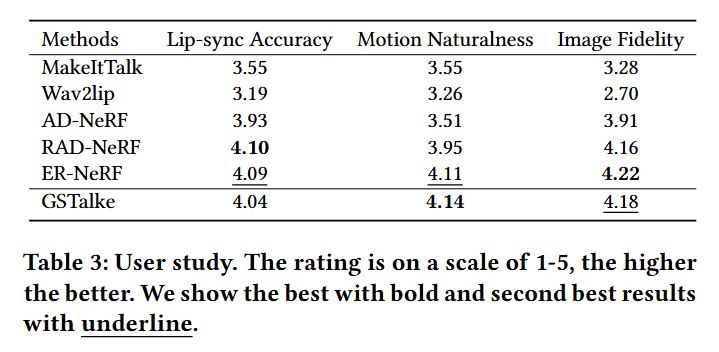 Methods Lip-sync Accuracy Motion Naturalness Image Fidelity
MakeItTalk 3.55 3.55 3.28
Wav2lip 3.19 3.26 2.70
AD-NeRF 3.93 3.51 3.91
RAD-NeRF 4.10 3.95 4.16
ER-NeRF 4.09 4.11 4.22
GSTalke 4.04 4.14 4.18
Table 3: User study. The rating is on a scale of 1-5, the higher
the better. We show the best with bold and second best results
with underline.